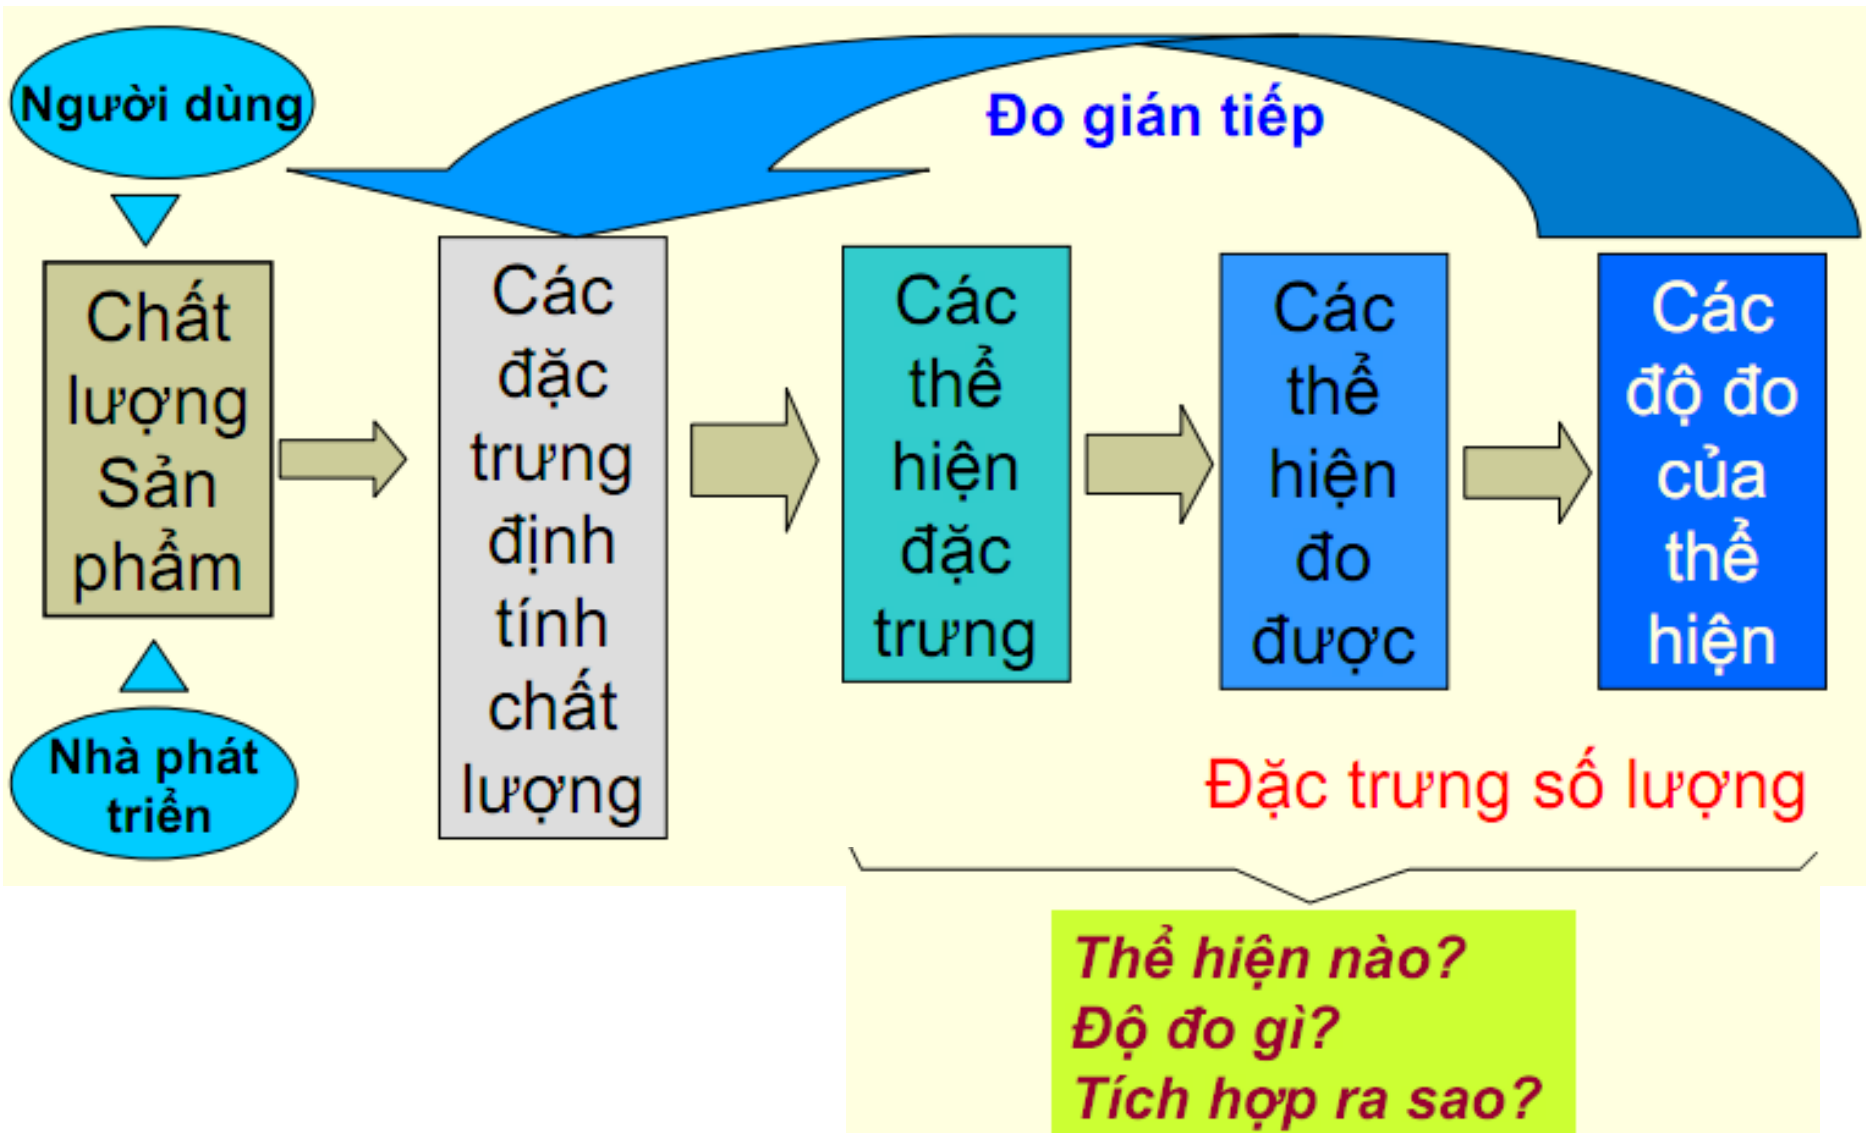 Người dùng
Đo gián tiếp
Chất
lượng
Sản
phẩm
Nhà phát
triển
Các
đặc
trưng
định
tính
chất
lượng
Các
thể
hiện
đặc
trưng
Các
thể
hiện
đo
được
Các
độ đo
của
thể
hiện
Đặc trưng số lượng
Thể hiện nào?
Độ đo gì?
Tích hợp ra sao?